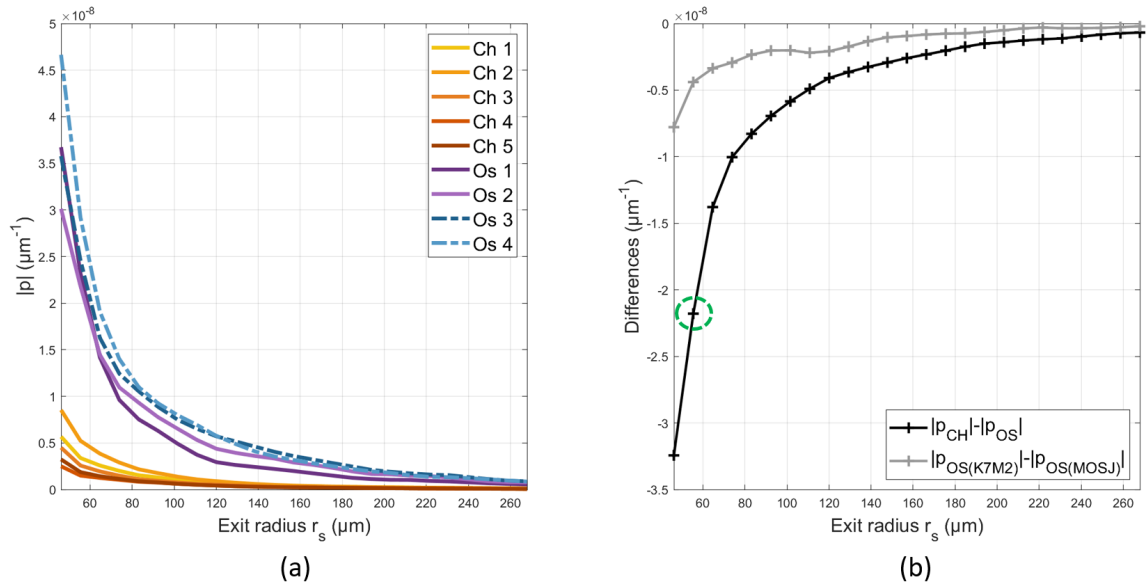 ×10⁻⁸
5
4.5
4
3.5
3
2.5
2
1.5
1
0.5
0
|p| (μm⁻¹)
60 80 100 120 140 160 180 200 220 240 260
Exit radius rₛ (μm)
Ch 1
Ch 2
Ch 3
Ch 4
Ch 5
Os 1
Os 2
Os 3
Os 4
(a)
×10⁻⁸
0
-0.5
-1
-1.5
-2
-2.5
-3
-3.5
Differences (μm⁻¹)
60 80 100 120 140 160 180 200 220 240 260
Exit radius rₛ (μm)
|p_CH|-|p_OS|
|p_OS(K7M2)|-|p_OS(MOSJ)|
(b)